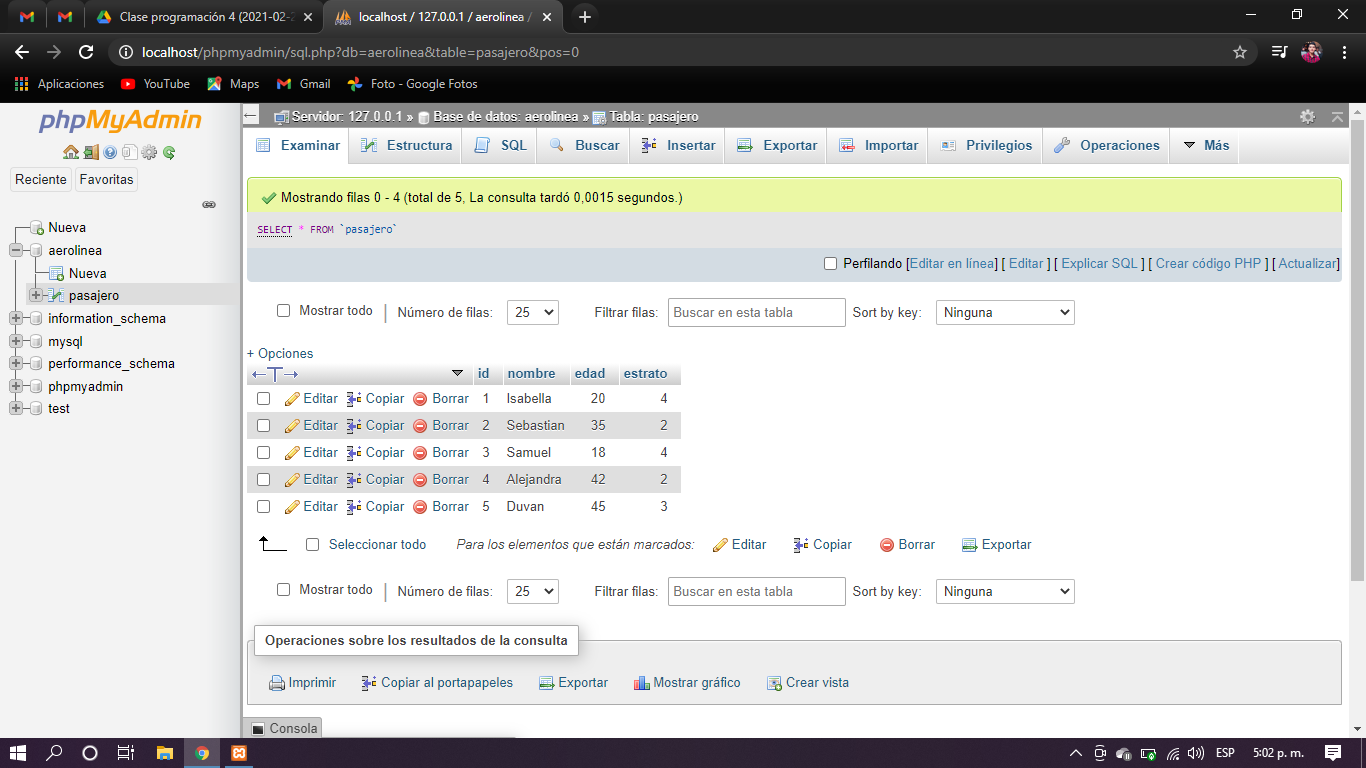 Clase programación 4 (2021-02-2
localhost / 127.0.0.1 / aerolinea /
localhost/phpmyadmin/sql.php?db=aerolinea&table=pasajero&pos=0
Aplicaciones YouTube Maps Gmail Foto - Google Fotos
phpMyAdmin
Reciente Favoritas
Nueva
aerolinea
Nueva
pasajero
information_schema
mysql
performance_schema
phpmyadmin
test
Servidor: 127.0.0.1 » Base de datos: aerolinea » Tabla: pasajero
Examinar Estructura SQL Buscar Insertar Exportar Importar Privilegios Operaciones Más
Mostrando filas 0 - 4 (total de 5, La consulta tardó 0,0015 segundos.)
SELECT * FROM `pasajero`
Perfilando [Editar en línea] [ Editar ] [ Explicar SQL ] [ Crear código PHP ] [ Actualizar]
Mostrar todo | Número de filas: 25 Filtrar filas: Buscar en esta tabla Sort by key: Ninguna
+ Opciones
←T→ id nombre edad estrato
Editar Copiar Borrar 1 Isabella 20 4
Editar Copiar Borrar 2 Sebastian 35 2
Editar Copiar Borrar 3 Samuel 18 4
Editar Copiar Borrar 4 Alejandra 42 2
Editar Copiar Borrar 5 Duvan 45 3
Seleccionar todo Para los elementos que están marcados: Editar Copiar Borrar Exportar
Mostrar todo | Número de filas: 25 Filtrar filas: Buscar en esta tabla Sort by key: Ninguna
Operaciones sobre los resultados de la consulta
Imprimir Copiar al portapapeles Exportar Mostrar gráfico Crear vista
Consola
ESP 5:02 p. m.